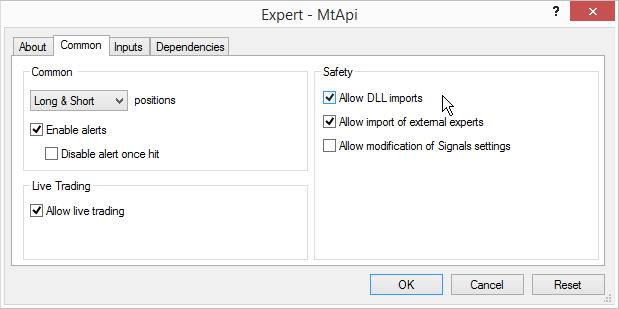 Expert - MtApi
?
About
Common
Inputs
Dependencies
Common
Long & Short
positions
Enable alerts
Disable alert once hit
Live Trading
Allow live trading
Safety
Allow DLL imports
Allow import of external experts
Allow modification of Signals settings
OK
Cancel
Reset